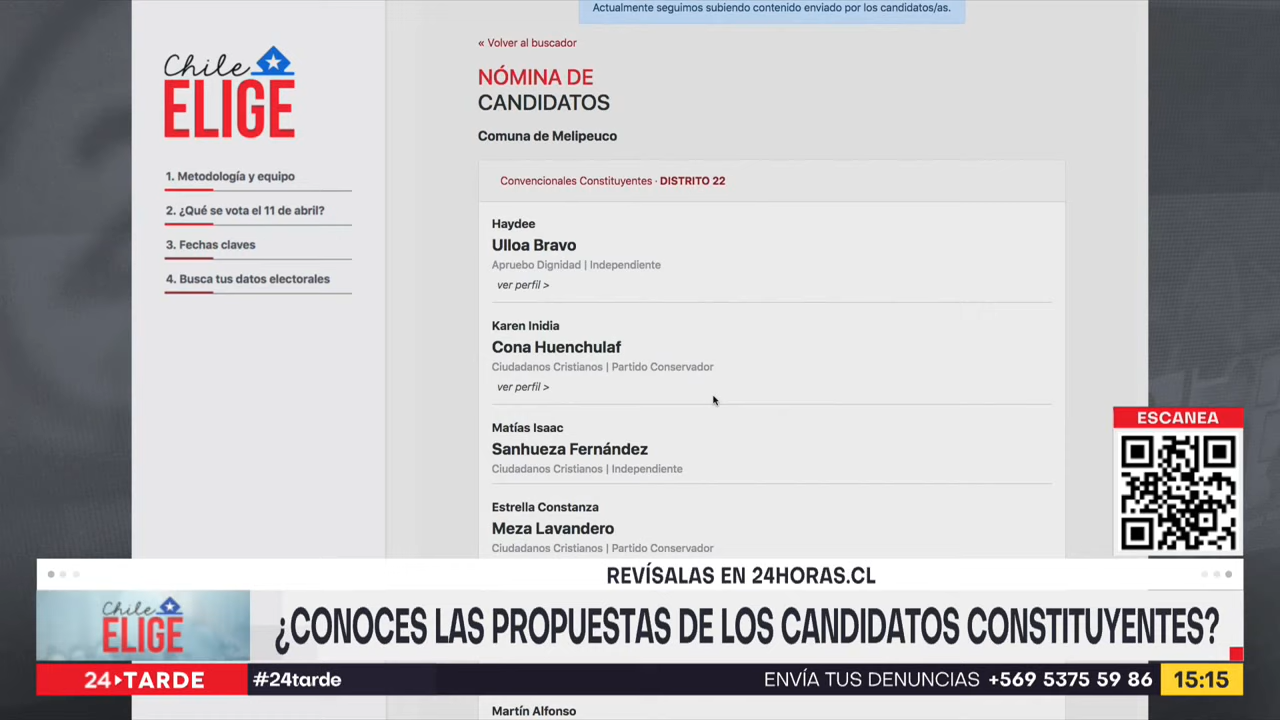 Actualmente seguimos subiendo contenido enviado por los candidatos/as.
« Volver al buscador
Chile
ELIGE
NÓMINA DE
CANDIDATOS
Comuna de Melipeuco
1. Metodología y equipo
2. ¿Qué se vota el 11 de abril?
3. Fechas claves
4. Busca tus datos electorales
Convencionales Constituyentes · DISTRITO 22
Haydee
Ulloa Bravo
Apruebo Dignidad | Independiente
ver perfil >
Karen Inidia
Cona Huenchulaf
Ciudadanos Cristianos | Partido Conservador
ver perfil >
Matías Isaac
Sanhueza Fernández
Ciudadanos Cristianos | Independiente
Estrella Constanza
Meza Lavandero
Ciudadanos Cristianos | Partido Conservador
ESCANEA
REVÍSALAS EN 24HORAS.CL
Chile
ELIGE
¿CONOCES LAS PROPUESTAS DE LOS CANDIDATOS CONSTITUYENTES?
24 TARDE
#24tarde
ENVÍA TUS DENUNCIAS +569 5375 59 86
15:15
Martín Alfonso